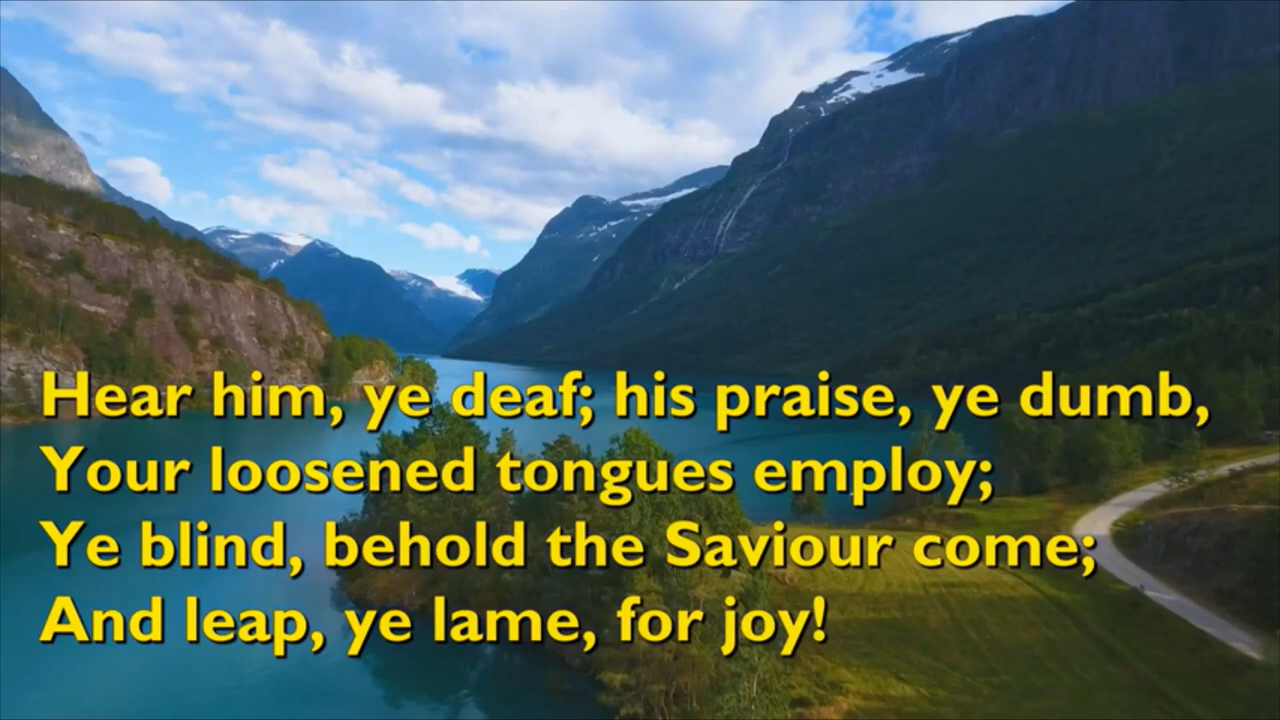 Hear him, ye deaf; his praise, ye dumb,
Your loosened tongues employ;
Ye blind, behold the Saviour come;
And leap, ye lame, for joy!